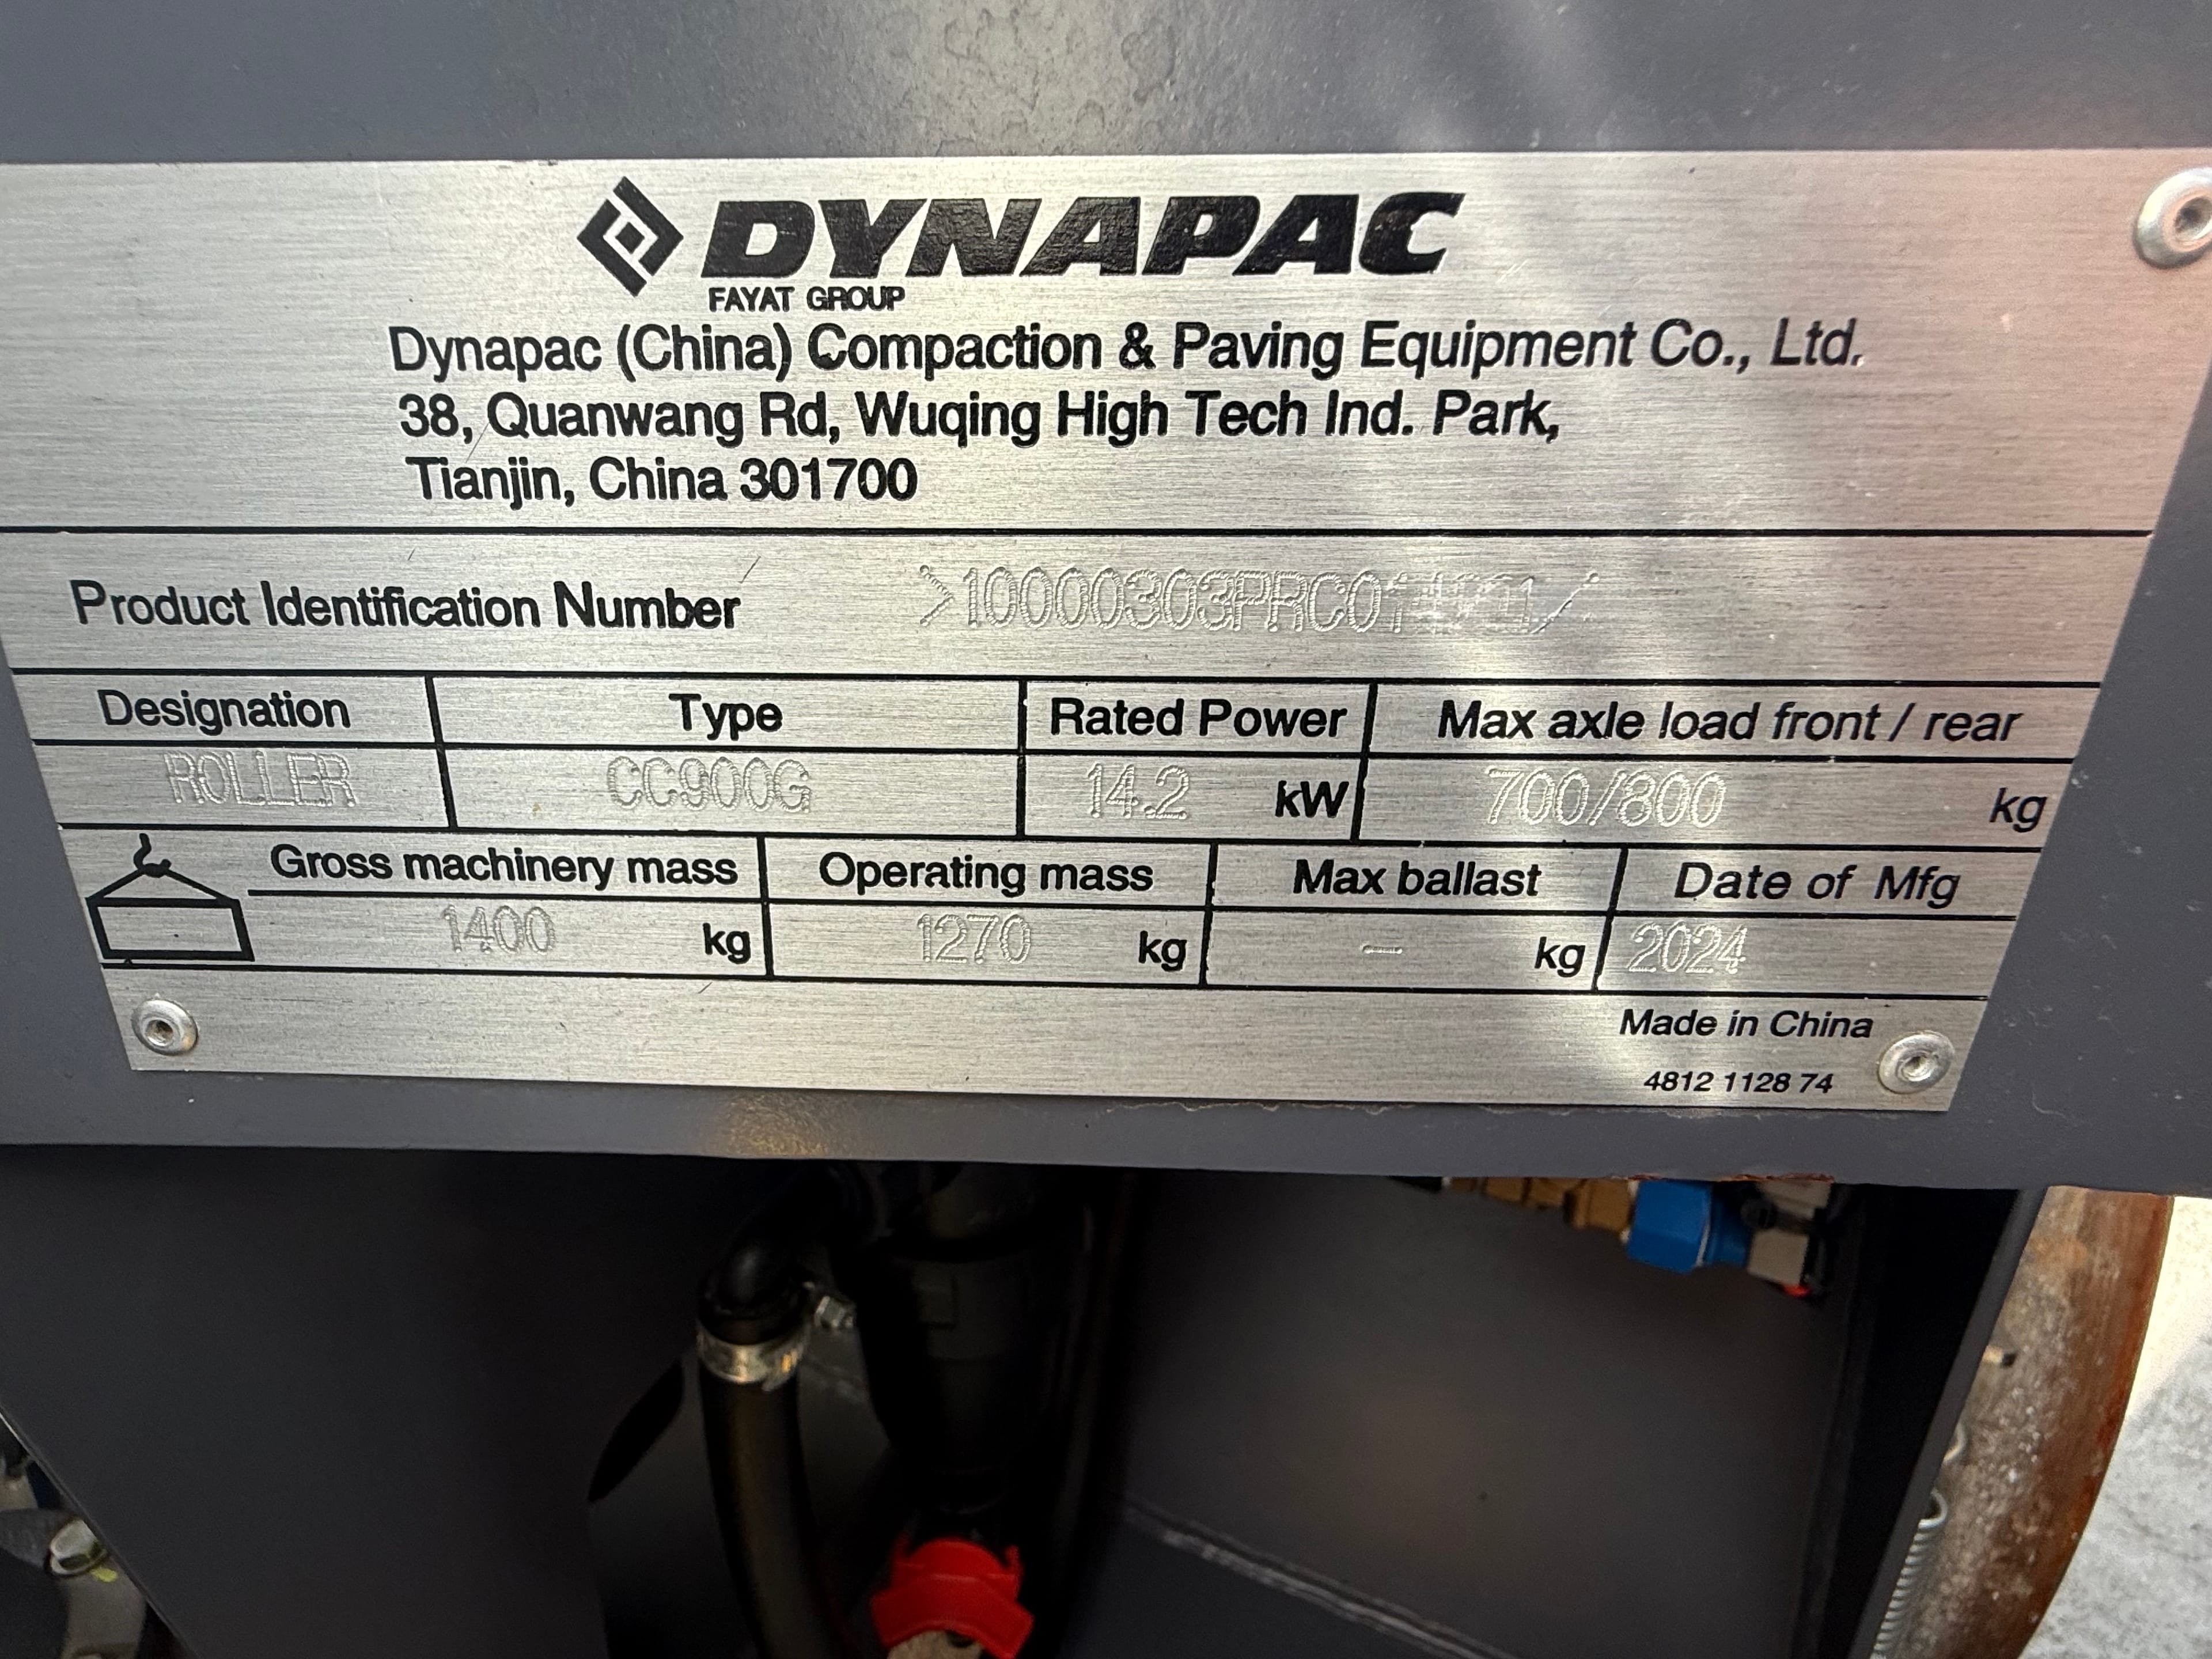 DYNAPAC
FAYAT GROUP
Dynapac (China) Compaction & Paving Equipment Co., Ltd.
38, Quanwang Rd, Wuqing High Tech Ind. Park,
Tianjin, China 301700
Product Identification Number
Designation Type Rated Power Max axle load front / rear
ROLLER CC900G 14.2 kW 700/800 kg
Gross machinery mass Operating mass Max ballast Date of Mfg
1400 kg 1270 kg — kg 2024
Made in China
4812 1128 74